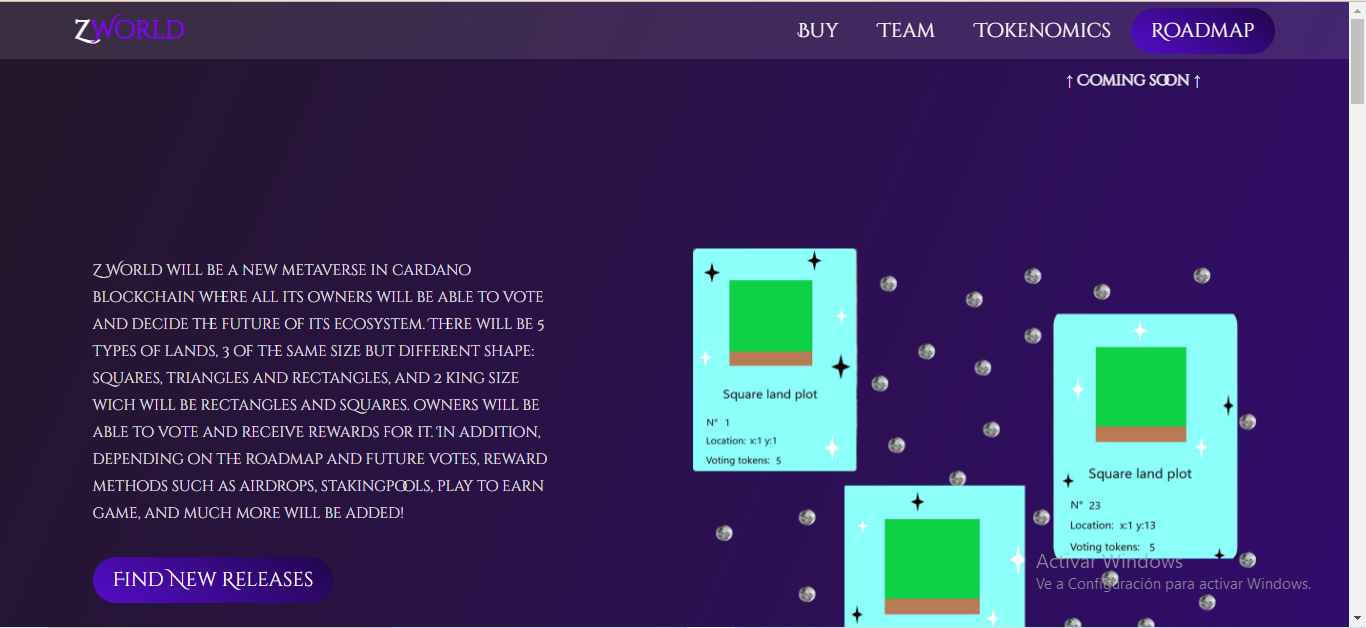 ZWORLD
BUY
TEAM
TOKENOMICS
ROADMAP
↑ COMING SOON ↑
Z WORLD WILL BE A NEW METAVERSE IN CARDANO
BLOCKCHAIN WHERE ALL ITS OWNERS WILL BE ABLE TO VOTE
AND DECIDE THE FUTURE OF ITS ECOSYSTEM. THERE WILL BE 5
TYPES OF LANDS, 3 OF THE SAME SIZE BUT DIFFERENT SHAPE:
SQUARES, TRIANGLES AND RECTANGLES, AND 2 KING SIZE
WICH WILL BE RECTANGLES AND SQUARES. OWNERS WILL BE
ABLE TO VOTE AND RECEIVE REWARDS FOR IT. IN ADDITION,
DEPENDING ON THE ROADMAP AND FUTURE VOTES, REWARD
METHODS SUCH AS AIRDROPS, STAKINGPOOLS, PLAY TO EARN
GAME, AND MUCH MORE WILL BE ADDED!
FIND NEW RELEASES
Square land plot
N° 1
Location: x:1 y:1
Voting tokens: 5
Square land plot
N° 23
Location: x:1 y:13
Voting tokens: 5
Activar Windows
Ve a Configuración para activar Windows.